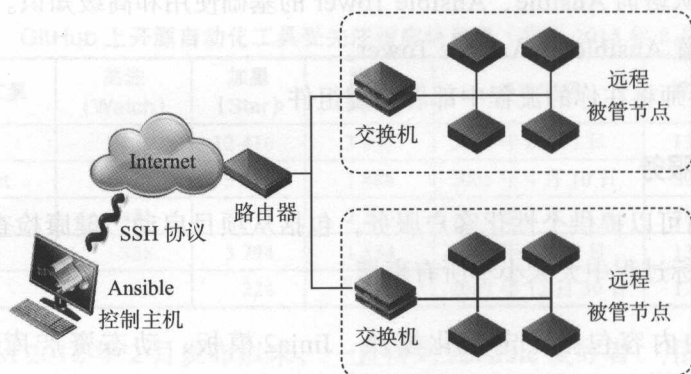 远程
被管节点
交换机
Internet
路由器
SSH 协议
Ansible
控制主机
远程
被管节点
交换机